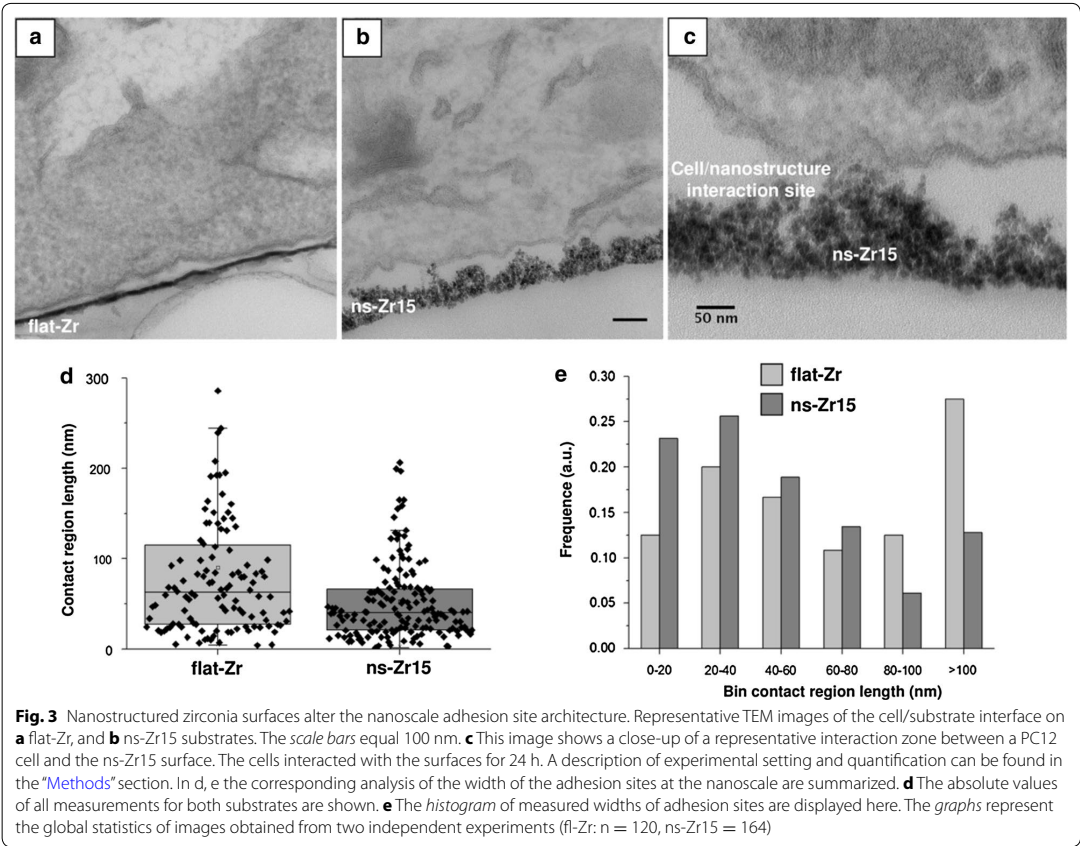 a
b
c
flat-Zr
ns-Zr15
Cell/nanostructure
interaction site
ns-Zr15
50 nm
d
300
200
100
0
Contact region length (nm)
flat-Zr
ns-Zr15
e
flat-Zr
ns-Zr15
0.30
0.25
0.20
0.15
0.10
0.05
0.00
Frequence (a.u.)
0-20
20-40
40-60
60-80
80-100
>100
Bin contact region length (nm)
Fig. 3 Nanostructured zirconia surfaces alter the nanoscale adhesion site architecture. Representative TEM images of the cell/substrate interface on
a flat-Zr, and b ns-Zr15 substrates. The scale bars equal 100 nm. c This image shows a close-up of a representative interaction zone between a PC12
cell and the ns-Zr15 surface. The cells interacted with the surfaces for 24 h. A description of experimental setting and quantification can be found in
the “Methods” section. In d, e the corresponding analysis of the width of the adhesion sites at the nanoscale are summarized. d The absolute values
of all measurements for both substrates are shown. e The histogram of measured widths of adhesion sites are displayed here. The graphs represent
the global statistics of images obtained from two independent experiments (fl-Zr: n = 120, ns-Zr15 = 164)